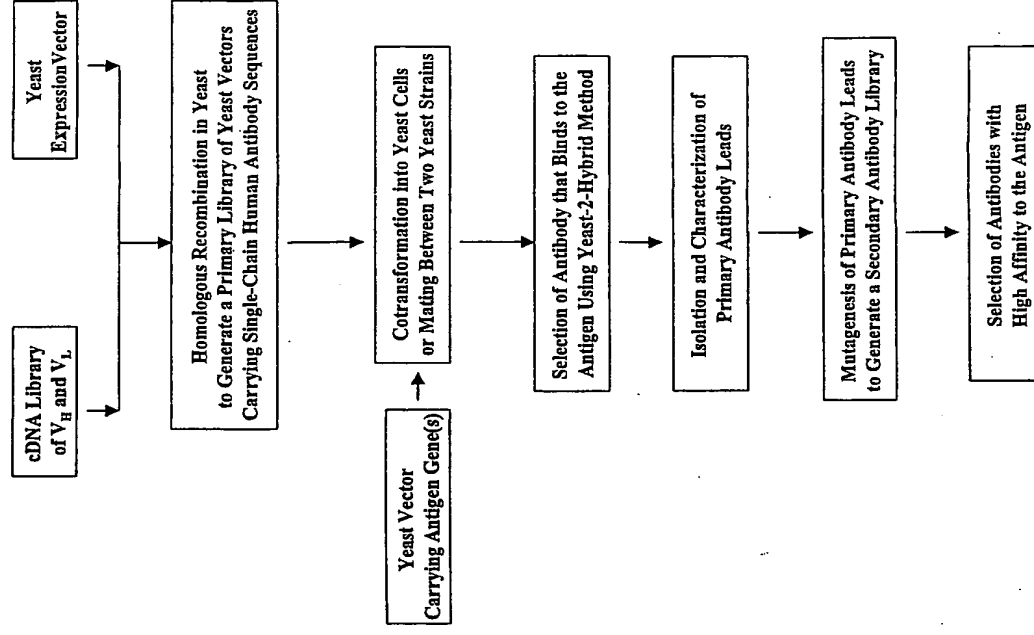 cDNA Library
of VH and VL
Yeast
ExpressionVector
Homologous Recombination in Yeast
to Generate a Primary Library of Yeast Vectors
Carrying Single-Chain Human Antibody Sequences
Yeast Vector
Carrying Antigen Gene(s)
Cotransformation into Yeast Cells
or Mating Between Two Yeast Strains
Selection of Antibody that Binds to the
Antigen Using Yeast-2-Hybrid Method
Isolation and Characterization of
Primary Antibody Leads
Mutagenesis of Primary Antibody Leads
to Generate a Secondary Antibody Library
Selection of Antibodies with
High Affinity to the Antigen